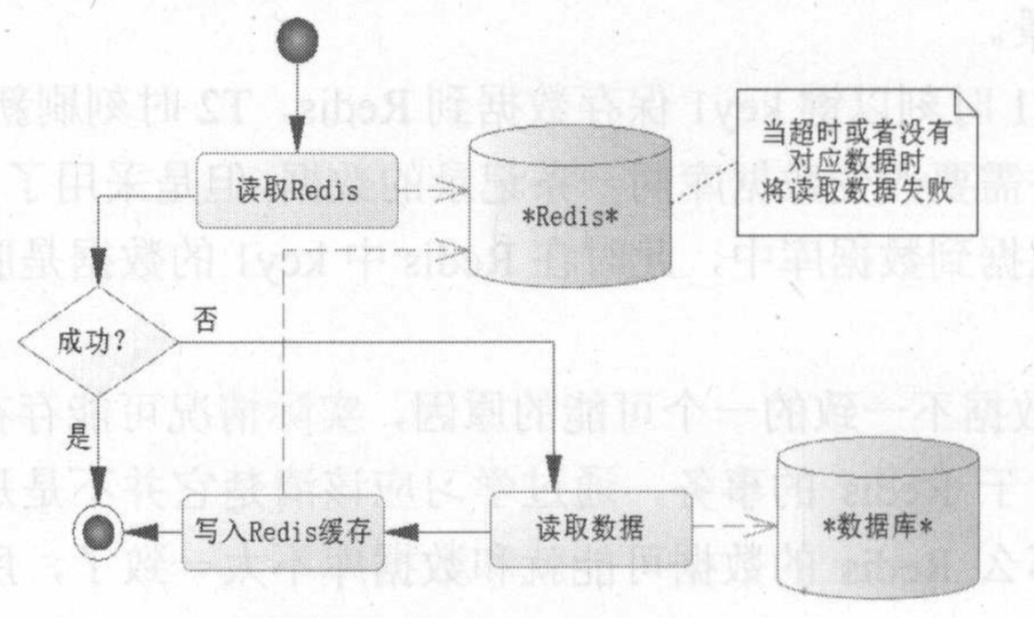 读取Redis
*Redis*
当超时或者没有
对应数据时
将读取数据失败
成功?
否
是
写入Redis缓存
读取数据
*数据库*